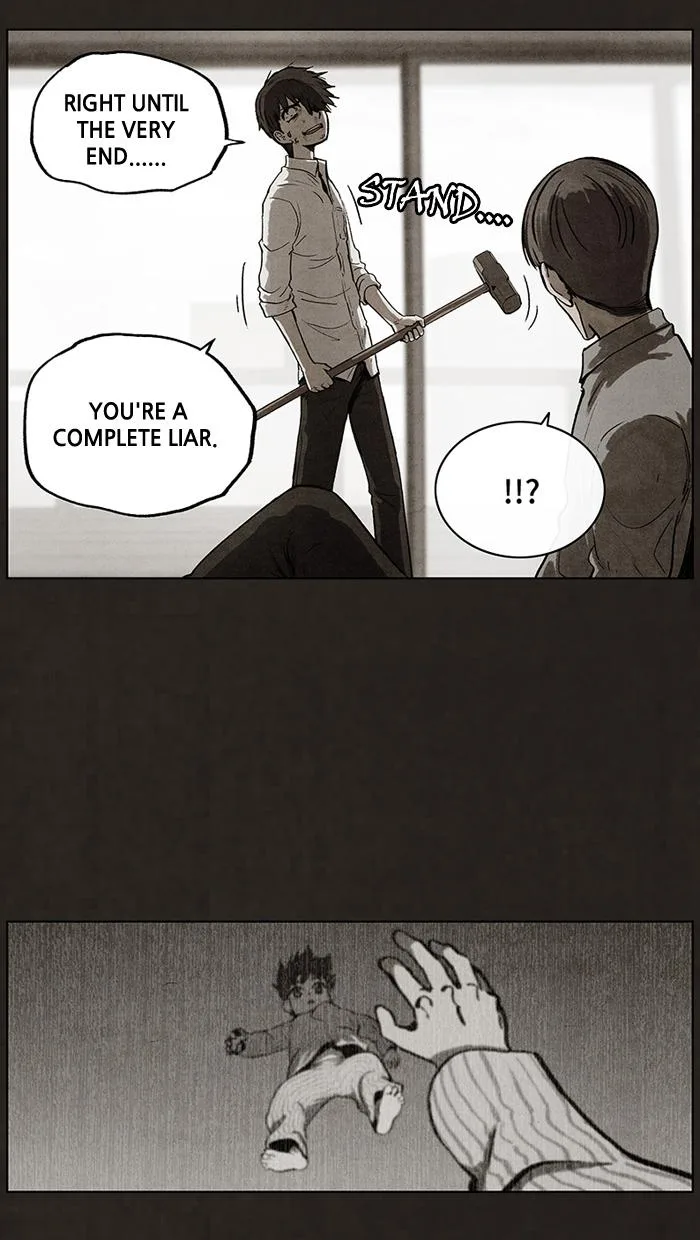 RIGHT UNTIL
THE VERY
END......
STAND....
YOU'RE A
COMPLETE LIAR.
!!?